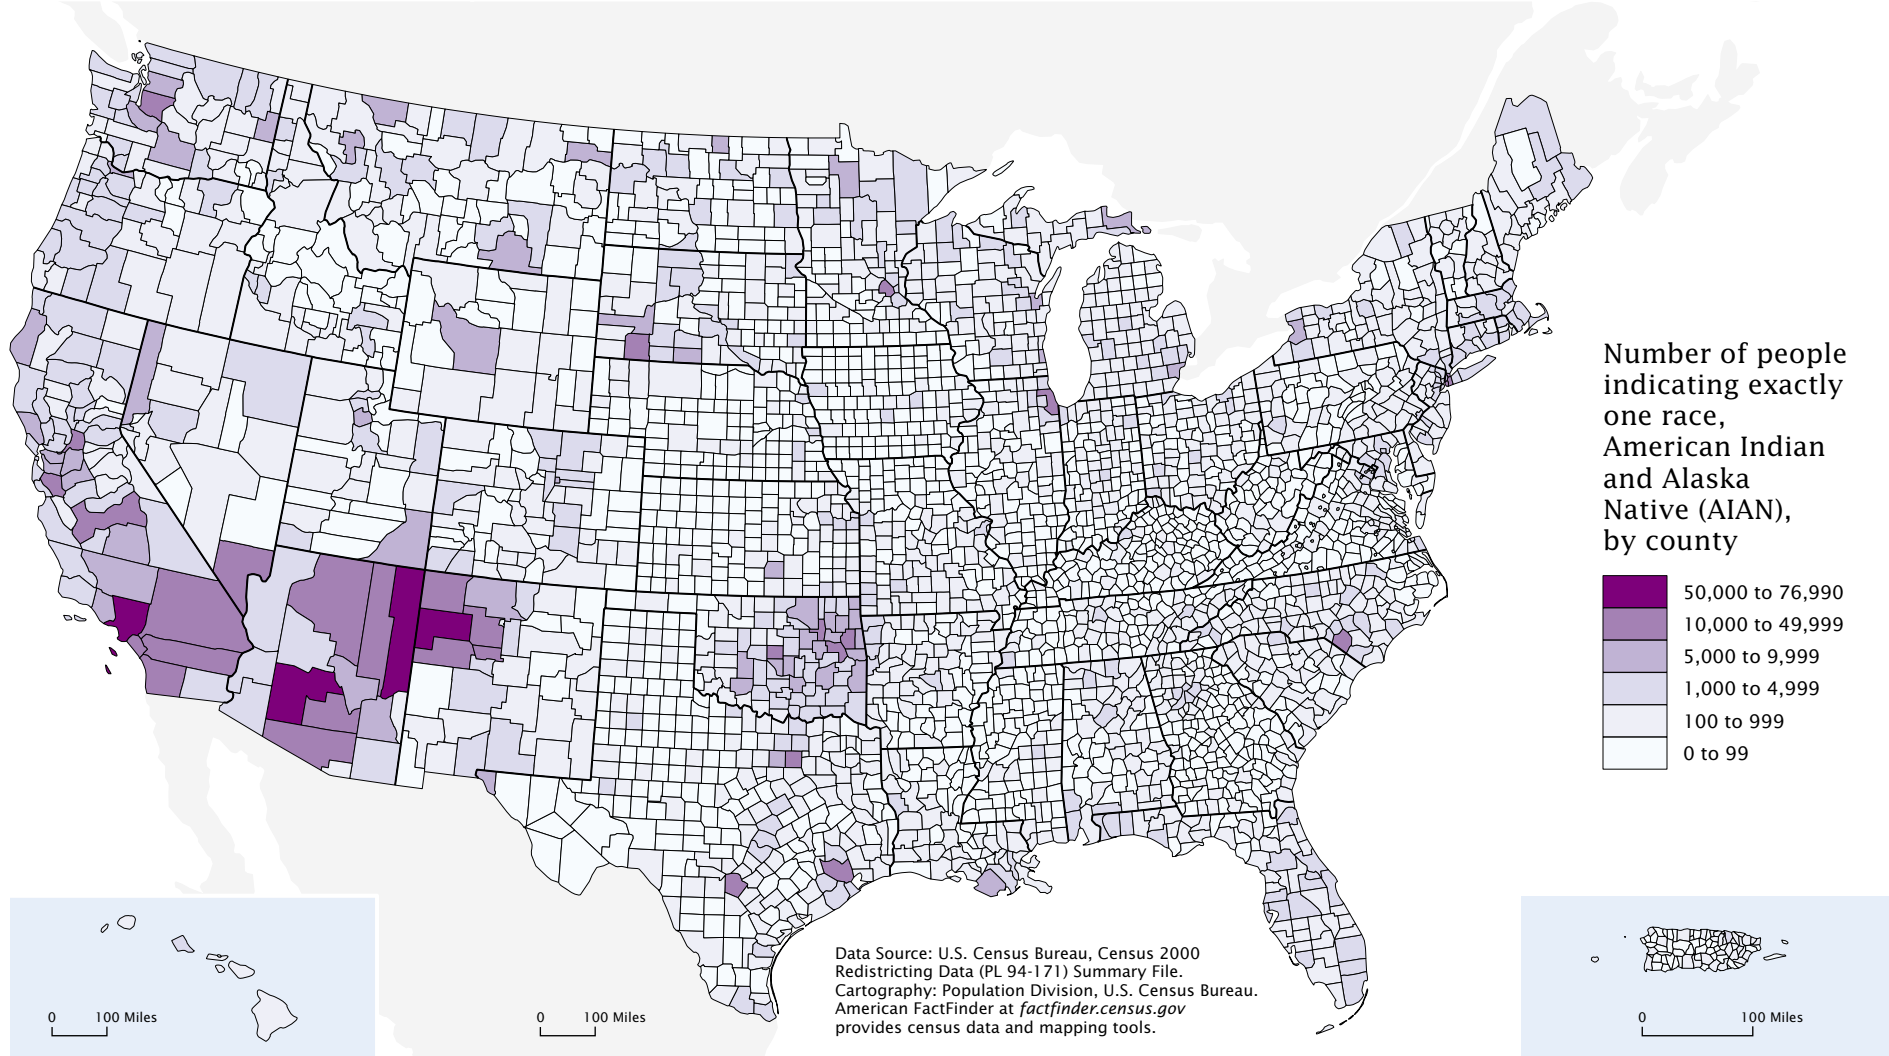 Number of people
indicating exactly
one race,
American Indian
and Alaska
Native (AIAN),
by county
50,000 to 76,990
10,000 to 49,999
5,000 to 9,999
1,000 to 4,999
100 to 999
0 to 99
Data Source: U.S. Census Bureau, Census 2000
Redistricting Data (PL 94-171) Summary File.
Cartography: Population Division, U.S. Census Bureau.
American FactFinder at factfinder.census.gov
provides census data and mapping tools.
0 100 Miles
0 100 Miles
0 100 Miles